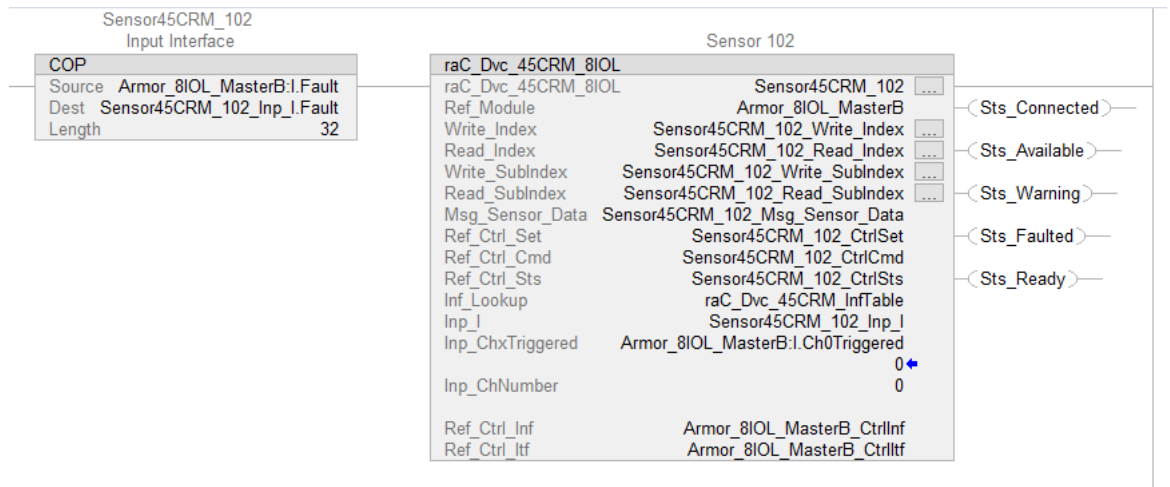 Sensor45CRM_102
Input Interface
COP
Source Armor_8IOL_MasterB:I.Fault
Dest Sensor45CRM_102_Inp_I.Fault
Length 32
Sensor 102
raC_Dvc_45CRM_8IOL
raC_Dvc_45CRM_8IOL Sensor45CRM_102 ...
Ref_Module Armor_8IOL_MasterB
Write_Index Sensor45CRM_102_Write_Index ...
Read_Index Sensor45CRM_102_Read_Index ...
Write_SubIndex Sensor45CRM_102_Write_SubIndex ...
Read_SubIndex Sensor45CRM_102_Read_SubIndex ...
Msg_Sensor_Data Sensor45CRM_102_Msg_Sensor_Data
Ref_Ctrl_Set Sensor45CRM_102_CtrlSet
Ref_Ctrl_Cmd Sensor45CRM_102_CtrlCmd
Ref_Ctrl_Sts Sensor45CRM_102_CtrlSts
Inf_Lookup raC_Dvc_45CRM_InfTable
Inp_I Sensor45CRM_102_Inp_I
Inp_ChxTriggered Armor_8IOL_MasterB:I.Ch0Triggered
0
Inp_ChNumber 0
Ref_Ctrl_Inf Armor_8IOL_MasterB_CtrlInf
Ref_Ctrl_Itf Armor_8IOL_MasterB_CtrlItf
Sts_Connected
Sts_Available
Sts_Warning
Sts_Faulted
Sts_Ready